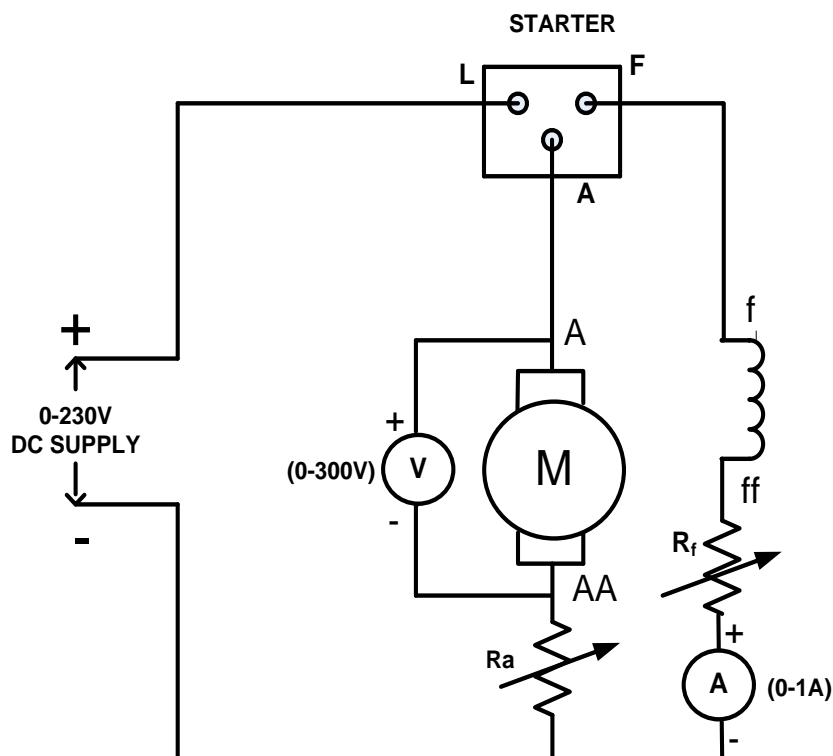 STARTER
L
F
A
+
0-230V
DC SUPPLY
-
A
+
(0-300V)
V
-
M
AA
Ra
f
ff
Rf
+
A
(0-1A)
-